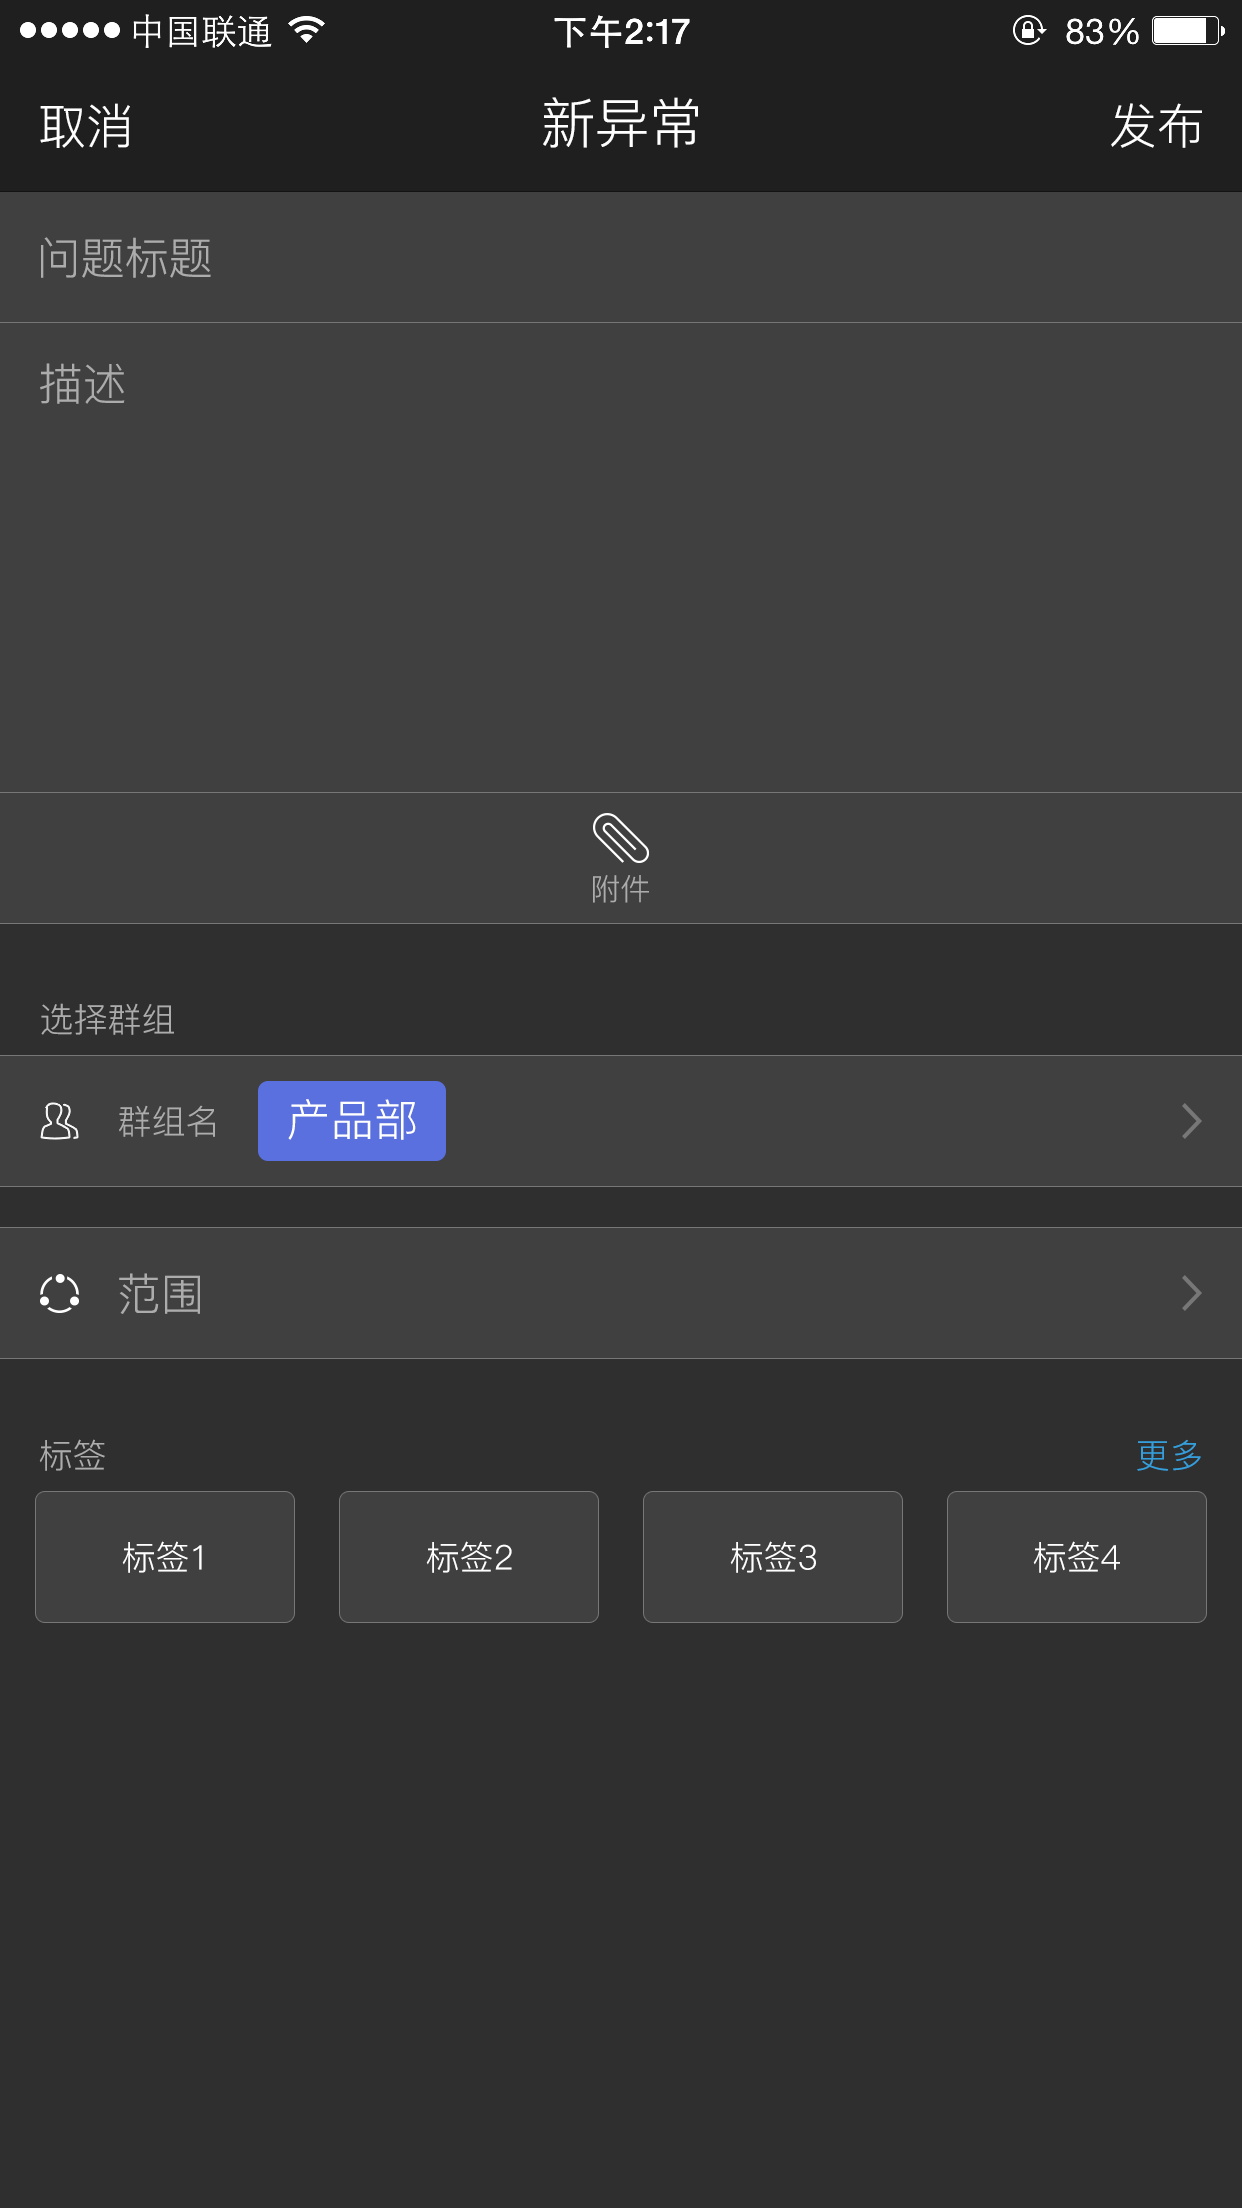 中国联通 下午2:17 83%
取消 新异常 发布
问题标题
描述
附件
选择群组
群组名 产品部
范围
标签 更多
标签1 标签2 标签3 标签4